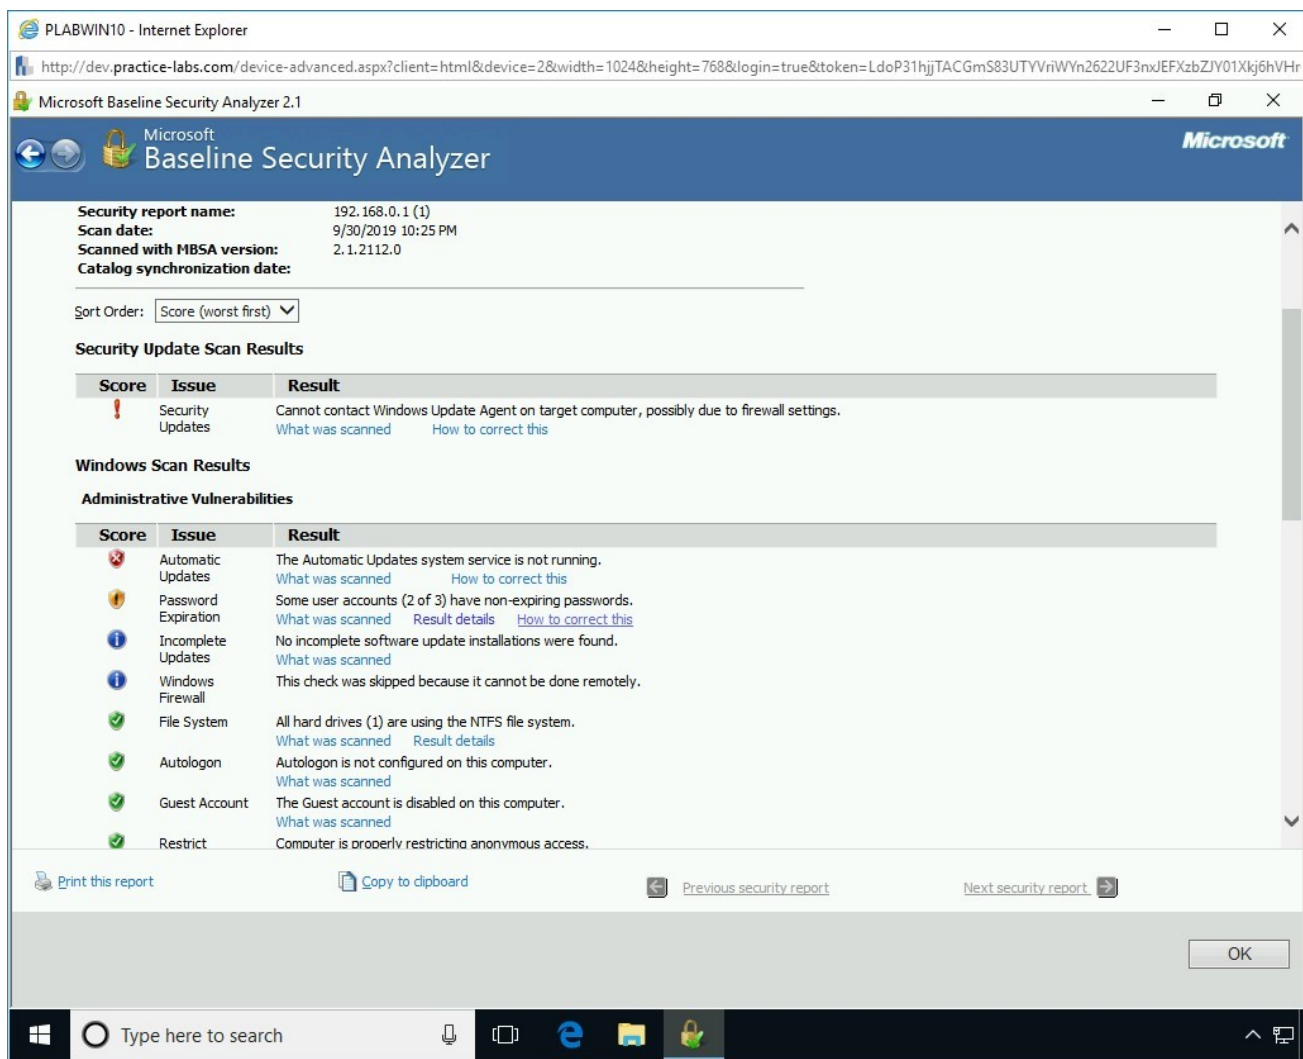 PLABWIN10 - Internet Explorer
http://dev.practice-labs.com/device-advanced.aspx?client=html&device=2&width=1024&height=768&login=true&token=LdoP31hjjTACGmS83UTYVriWYn2622UF3nxJEFXzbZJY01Xkj6hVHr
Microsoft Baseline Security Analyzer 2.1
Microsoft
Baseline Security Analyzer
Microsoft
Security report name: 192.168.0.1 (1)
Scan date: 9/30/2019 10:25 PM
Scanned with MBSA version: 2.1.2112.0
Catalog synchronization date:
Sort Order: Score (worst first)
Security Update Scan Results
Score Issue Result
Security Updates Cannot contact Windows Update Agent on target computer, possibly due to firewall settings.
What was scanned How to correct this
Windows Scan Results
Administrative Vulnerabilities
Score Issue Result
Automatic Updates The Automatic Updates system service is not running.
What was scanned How to correct this
Password Expiration Some user accounts (2 of 3) have non-expiring passwords.
What was scanned Result details How to correct this
Incomplete Updates No incomplete software update installations were found.
What was scanned
Windows Firewall This check was skipped because it cannot be done remotely.
File System All hard drives (1) are using the NTFS file system.
What was scanned Result details
Autologon Autologon is not configured on this computer.
What was scanned
Guest Account The Guest account is disabled on this computer.
What was scanned
Restrict Computer is properly restricting anonymous access.
Print this report Copy to clipboard Previous security report Next security report
OK
Type here to search